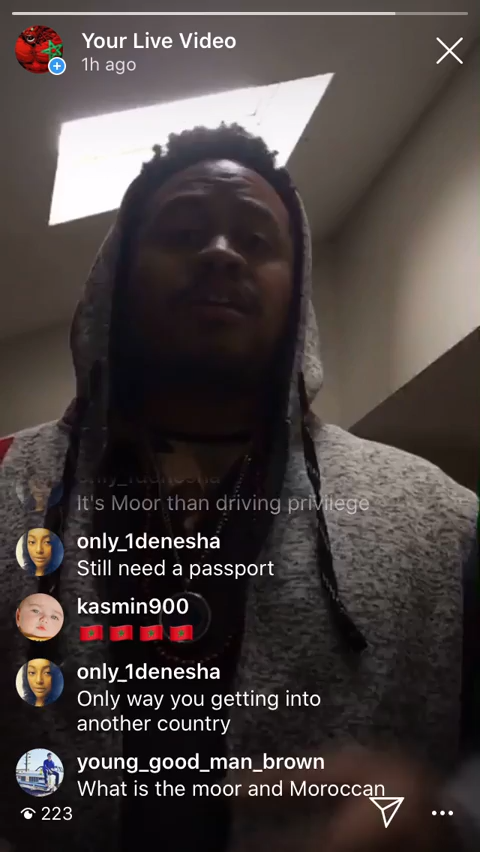 Your Live Video
1h ago
only_1denesha
It's Moor than driving privilege
only_1denesha
Still need a passport
kasmin900
🇲🇦 🇲🇦 🇲🇦 🇲🇦
only_1denesha
Only way you getting into
another country
young_good_man_brown
What is the moor and Moroccan
223